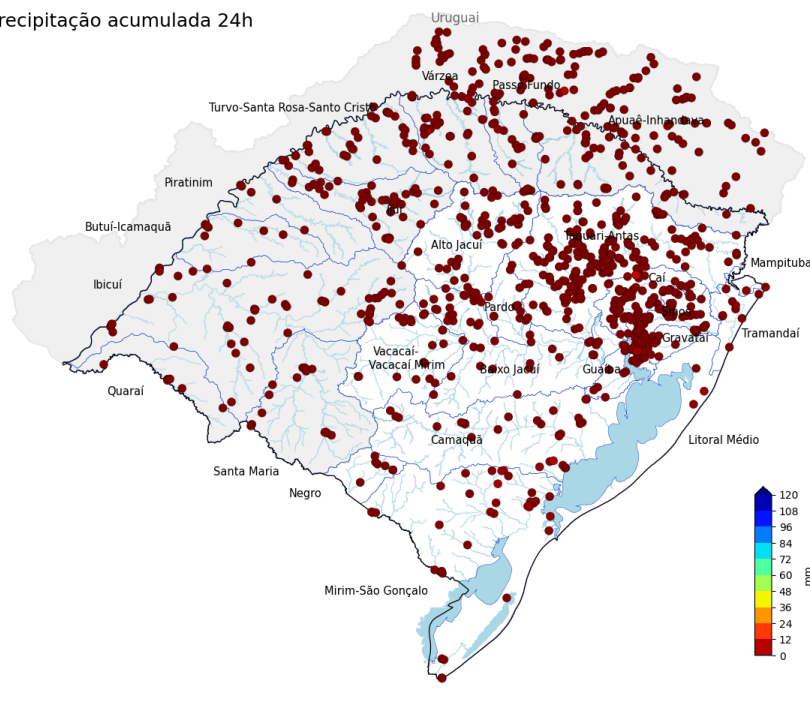 recipitação acumulada 24h
Uruguai
Várzea
Passo Fundo
Turvo-Santa Rosa-Santo Cristo
Apuaê-Inhandava
Piratinim
Ijuí
Butuí-Icamaquã
Alto Jacuí
Taquari-Antas
Mampituba
Ibicuí
Caí
Pardo
Sinos
Tramandaí
Gravataí
Vacacaí-
Vacacaí Mirim
Baixo Jacuí
Guaíba
Quaraí
Camaquã
Litoral Médio
Santa Maria
Negro
Mirim-São Gonçalo
120
108
96
84
72
60
48
36
24
12
0
mm